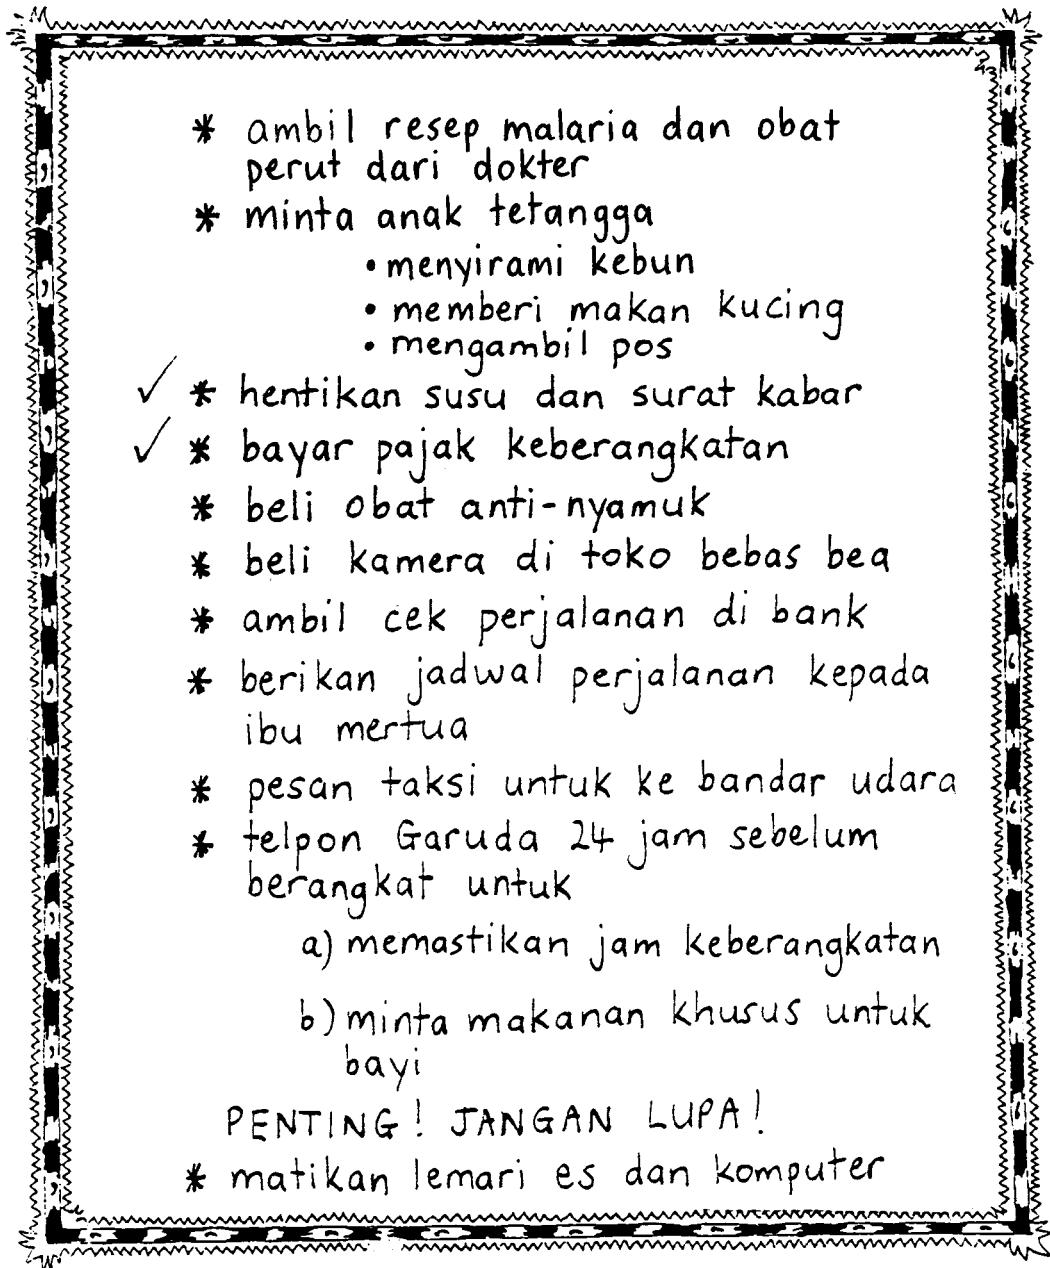 * ambil resep malaria dan obat
perut dari dokter
* minta anak tetangga
• menyirami kebun
• memberi makan kucing
• mengambil pos
✓ * hentikan susu dan surat kabar
✓ * bayar pajak keberangkatan
* beli obat anti-nyamuk
* beli kamera di toko bebas bea
* ambil cek perjalanan di bank
* berikan jadwal perjalanan kepada
ibu mertua
* pesan taksi untuk ke bandar udara
* telpon Garuda 24 jam sebelum
berangkat untuk
a) memastikan jam keberangkatan
b) minta makanan khusus untuk
bayi
PENTING! JANGAN LUPA!
* matikan lemari es dan komputer